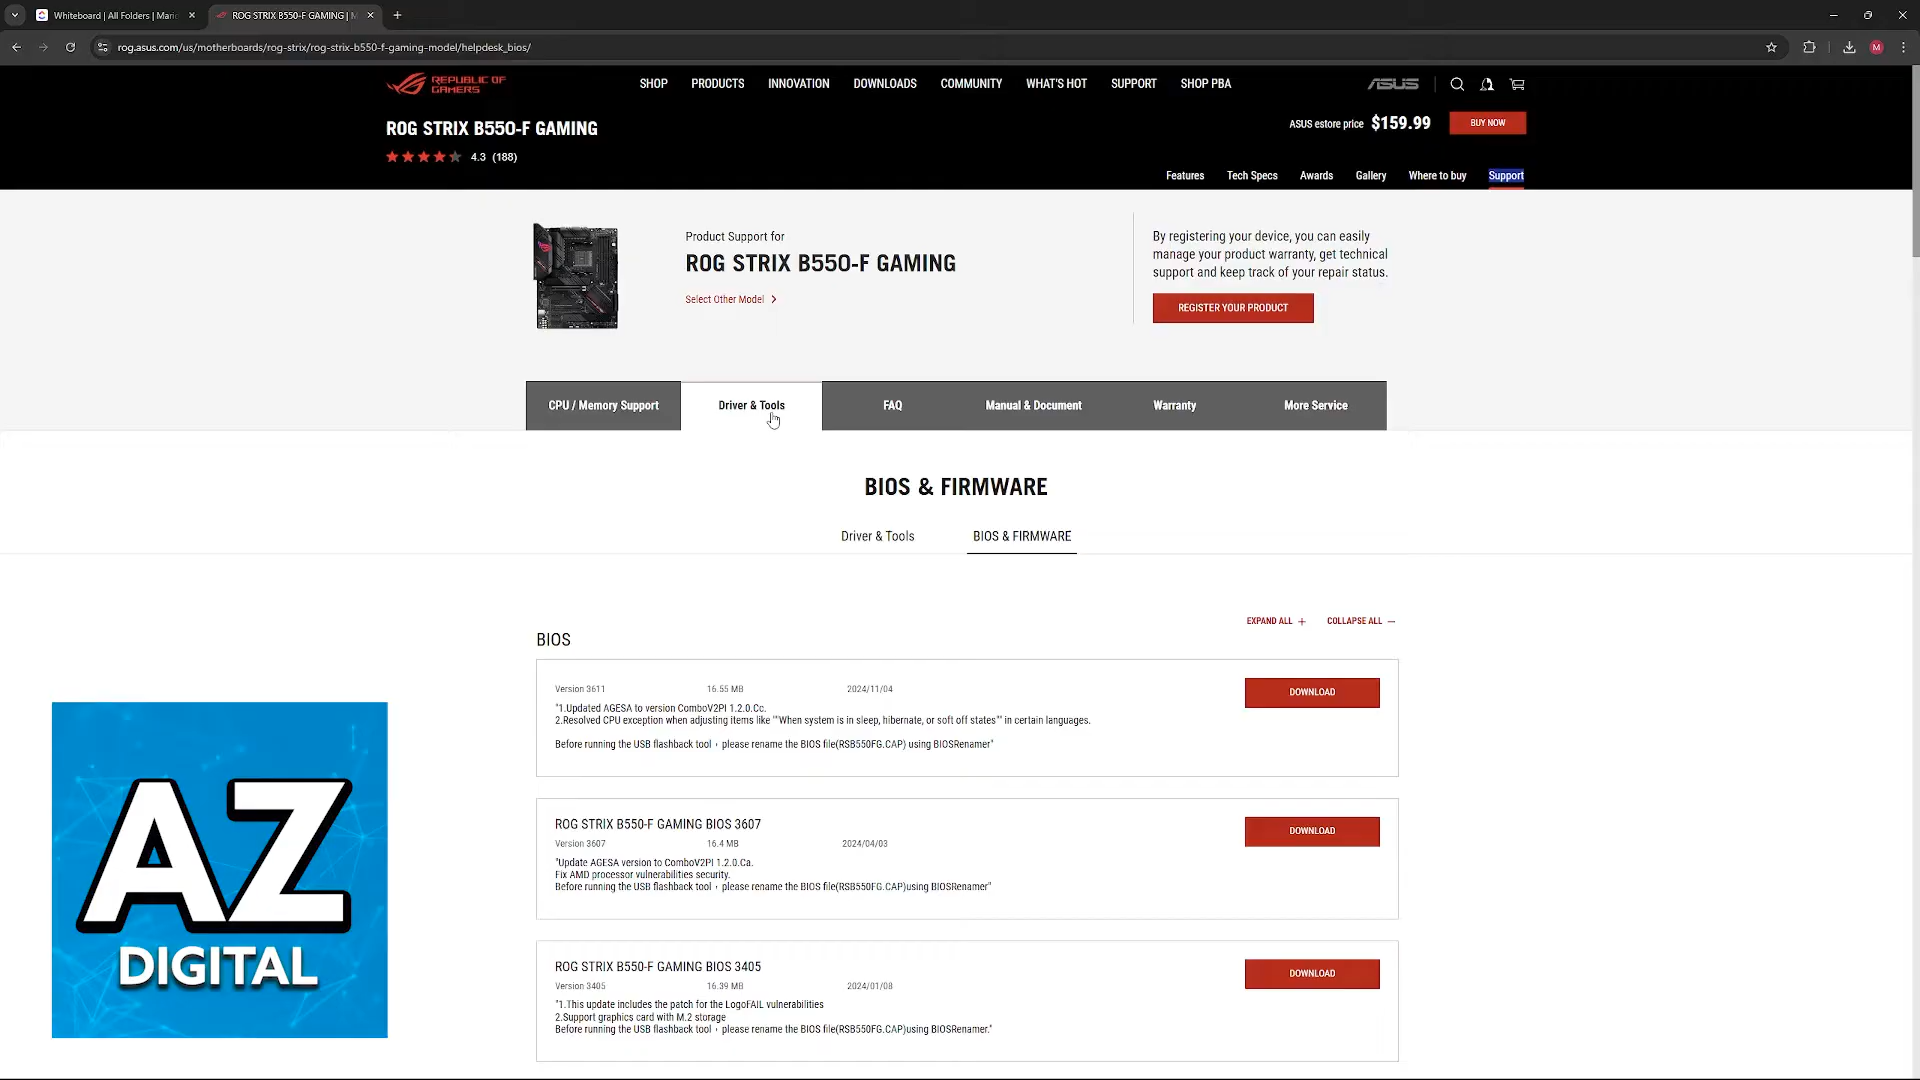 Whiteboard | All Folders | Mari
ROG STRIX B550-F GAMING | M
rog.asus.com/us/motherboards/rog-strix/rog-strix-b550-f-gaming-model/helpdesk_bios/
M
REPUBLIC OF
GAMERS
SHOP PRODUCTS INNOVATION DOWNLOADS COMMUNITY WHAT'S HOT SUPPORT SHOP PBA
ASUS
ROG STRIX B550-F GAMING
ASUS estore price $159.99 BUY NOW
4.3 (188)
Features Tech Specs Awards Gallery Where to buy Support
Product Support for
ROG STRIX B550-F GAMING
Select Other Model
By registering your device, you can easily
manage your product warranty, get technical
support and keep track of your repair status.
REGISTER YOUR PRODUCT
CPU / Memory Support Driver & Tools FAQ Manual & Document Warranty More Service
BIOS & FIRMWARE
Driver & Tools BIOS & FIRMWARE
EXPAND ALL + COLLAPSE ALL −
BIOS
Version 3611 16.55 MB 2024/11/04
DOWNLOAD
"1.Updated AGESA to version ComboV2PI 1.2.0.Cc.
2.Resolved CPU exception when adjusting items like ""When system is in sleep, hibernate, or soft off states"" in certain languages.
Before running the USB flashback tool，please rename the BIOS file(RSB550FG.CAP) using BIOSRenamer"
ROG STRIX B550-F GAMING BIOS 3607
DOWNLOAD
Version 3607 16.4 MB 2024/04/03
"Update AGESA version to ComboV2PI 1.2.0.Ca.
Fix AMD processor vulnerabilities security.
Before running the USB flashback tool，please rename the BIOS file(RSB550FG.CAP)using BIOSRenamer"
ROG STRIX B550-F GAMING BIOS 3405
DOWNLOAD
Version 3405 16.39 MB 2024/01/08
"1.This update includes the patch for the LogoFAIL vulnerabilities
2.Support graphics card with M.2 storage
Before running the USB flashback tool，please rename the BIOS file(RSB550FG.CAP)using BIOSRenamer."
AZ
DIGITAL